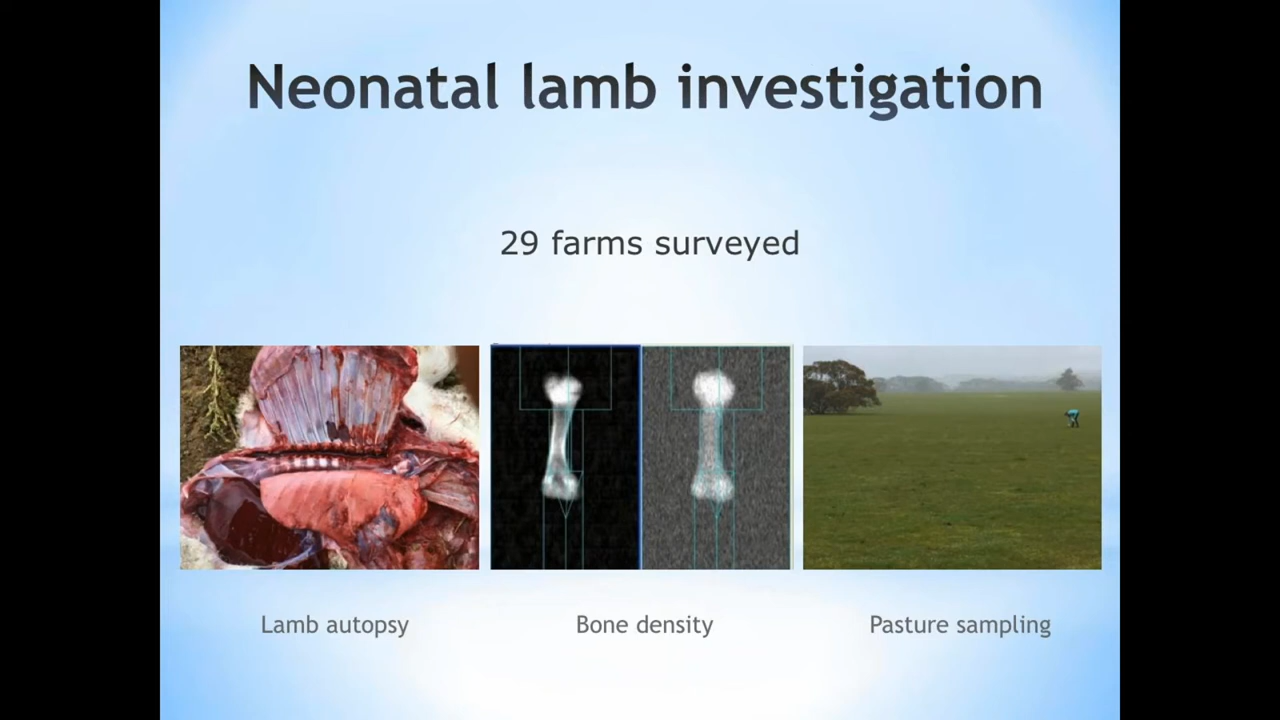 Neonatal lamb investigation
29 farms surveyed
Lamb autopsy
Bone density
Pasture sampling